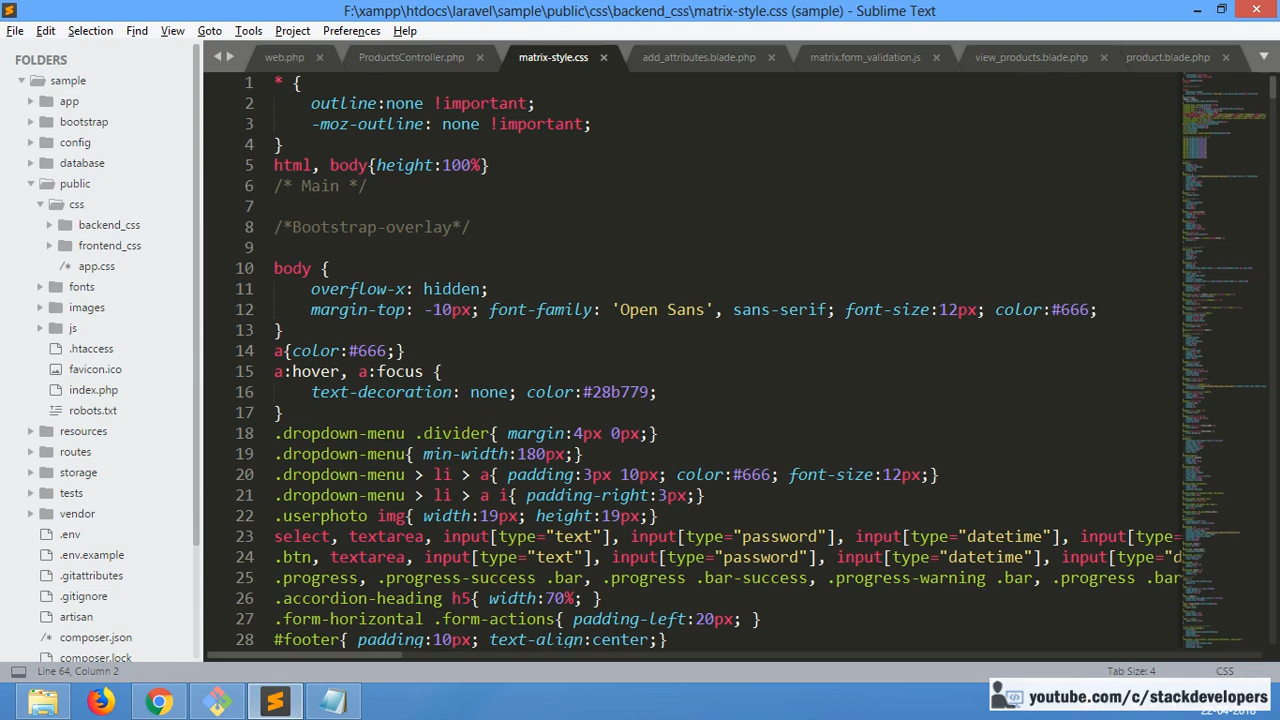 F:\xampp\htdocs\laravel\sample\public\css\backend_css\matrix-style.css (sample) - Sublime Text
File Edit Selection Find View Goto Tools Project Preferences Help
FOLDERS
sample
app
bootstrap
config
database
public
css
backend_css
frontend_css
app.css
fonts
images
js
.htaccess
favicon.ico
index.php
robots.txt
resources
routes
storage
tests
vendor
.env
.env.example
.gitattributes
.gitignore
artisan
composer.json
composer.lock
web.php ProductsController.php matrix-style.css add_attributes.blade.php matrix.form_validation.js view_products.blade.php product.blade.php
1 * {
2 outline:none !important;
3 -moz-outline: none !important;
4 }
5 html, body{height:100%}
6 /* Main */
7
8 /*Bootstrap-overlay*/
9
10 body {
11 overflow-x: hidden;
12 margin-top: -10px; font-family: 'Open Sans', sans-serif; font-size:12px; color:#666;
13 }
14 a{color:#666;}
15 a:hover, a:focus {
16 text-decoration: none; color:#28b779;
17 }
18 .dropdown-menu .divider{ margin:4px 0px;}
19 .dropdown-menu{ min-width:180px;}
20 .dropdown-menu > li > a{ padding:3px 10px; color:#666; font-size:12px;}
21 .dropdown-menu > li > a i{ padding-right:3px;}
22 .userphoto img{ width:19px; height:19px;}
23 select, textarea, input[type="text"], input[type="password"], input[type="datetime"], input[type=
24 .btn, textarea, input[type="text"], input[type="password"], input[type="datetime"], input[type="d
25 .progress, .progress-success .bar, .progress .bar-success, .progress-warning .bar, .progress .bar
26 .accordion-heading h5{ width:70%; }
27 .form-horizontal .form-actions{ padding-left:20px; }
28 #footer{ padding:10px; text-align:center;}
Line 64, Column 2 Tab Size: 4 CSS
youtube.com/c/stackdevelopers
22-04-2018